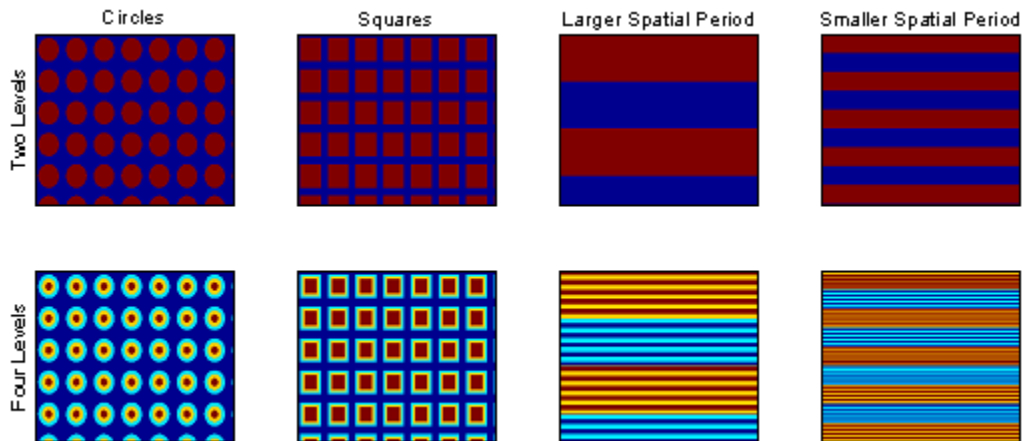 Circles
Squares
Larger Spatial Period
Smaller Spatial Period
Two Levels
Four Levels